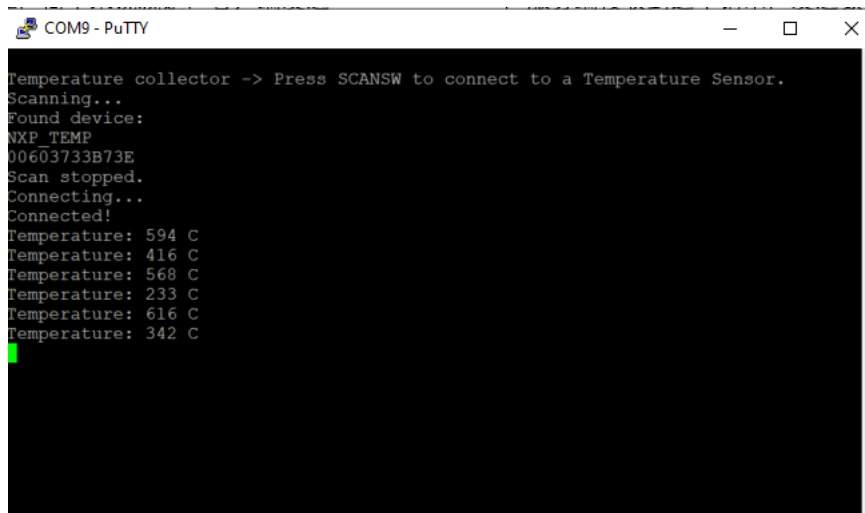 COM9 - PuTTY
Temperature collector -> Press SCANSW to connect to a Temperature Sensor.
Scanning...
Found device:
NXP_TEMP
00603733B73E
Scan stopped.
Connecting...
Connected!
Temperature: 594 C
Temperature: 416 C
Temperature: 568 C
Temperature: 233 C
Temperature: 616 C
Temperature: 342 C